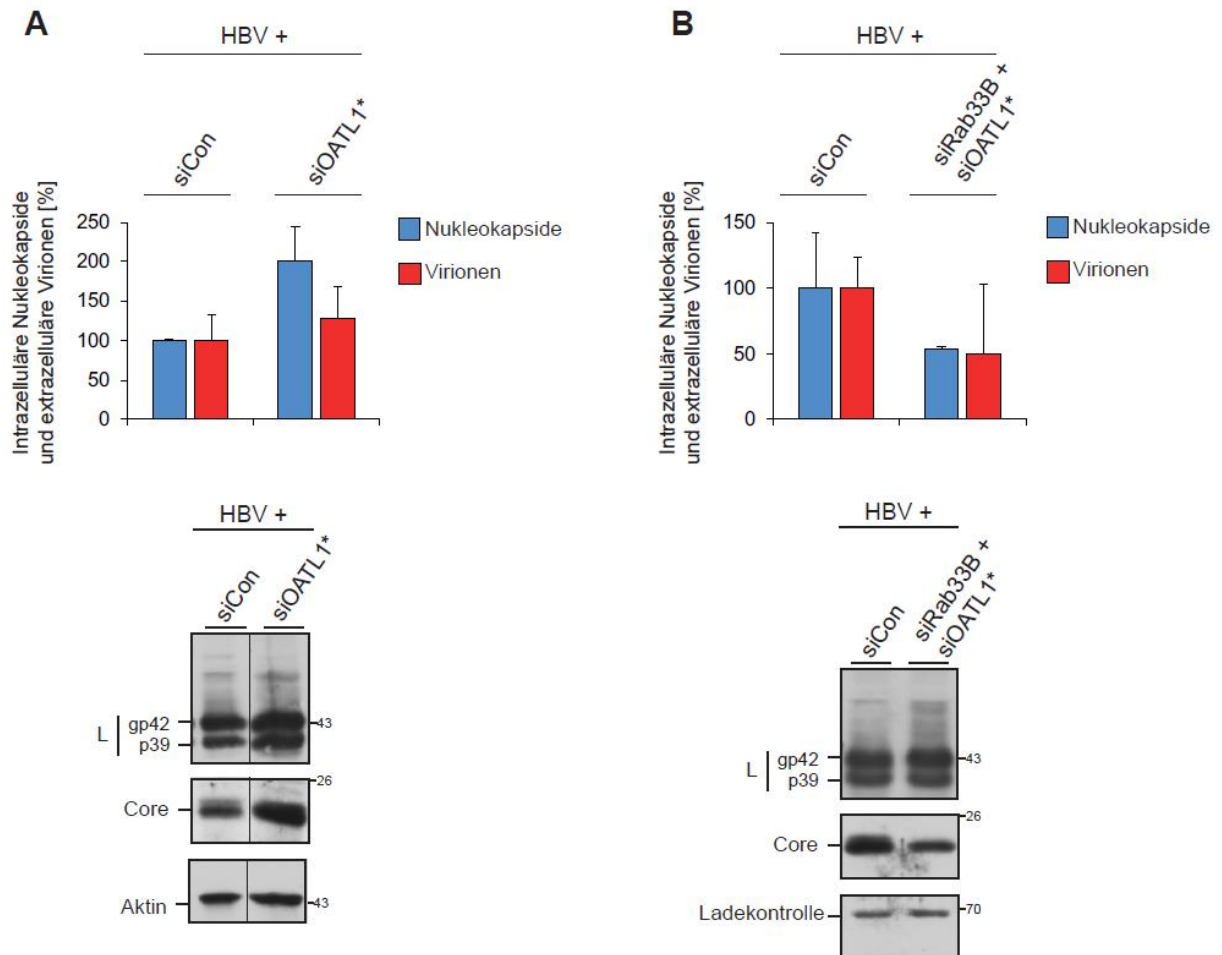 A
HBV +
siCon
siOATL1*
Intrazelluläre Nukleokapside
und extrazelluläre Virionen [%]
250
200
150
100
50
0
Nukleokapside
Virionen
HBV +
siCon
siOATL1*
L
gp42
p39
43
26
Core
Aktin
43
B
HBV +
siCon
siRab33B +
siOATL1*
Intrazelluläre Nukleokapside
und extrazelluläre Virionen [%]
150
100
50
0
Nukleokapside
Virionen
HBV +
siCon
siRab33B +
siOATL1*
L
gp42
p39
43
26
Core
Ladekontrolle
70